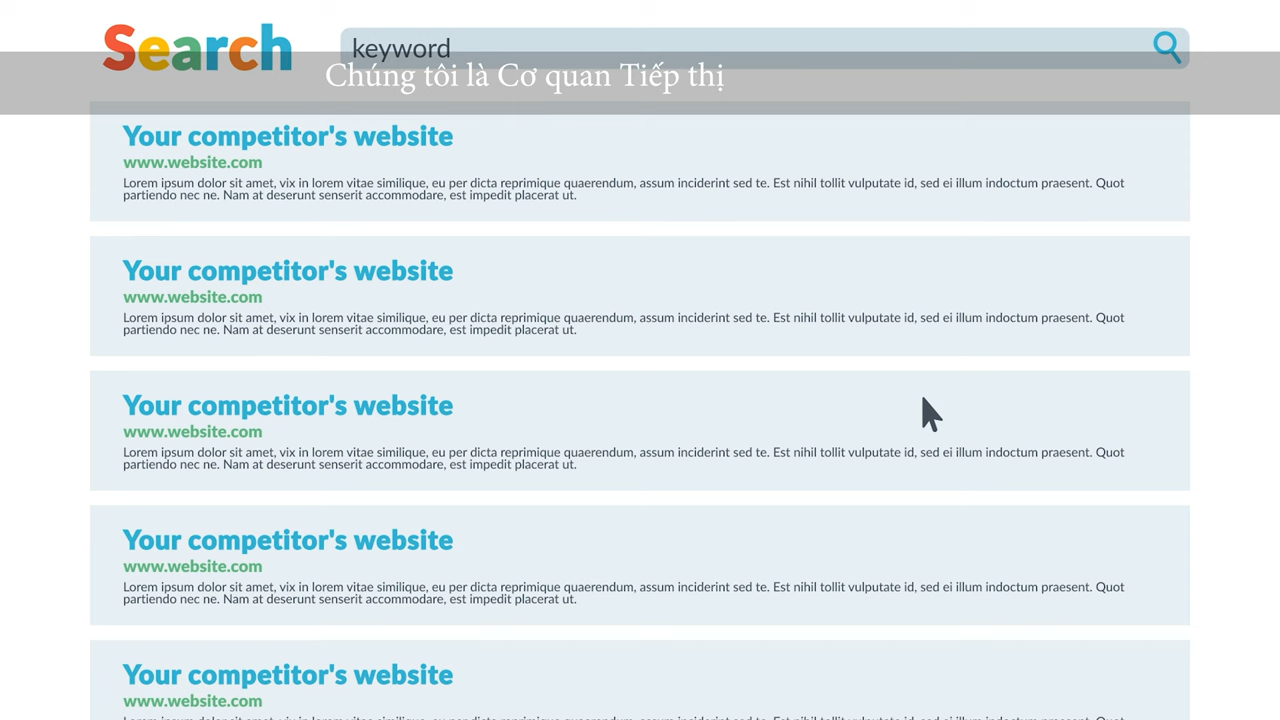 Search
keyword
Chúng tôi là Cơ quan Tiếp thị
Your competitor's website
www.website.com
Lorem ipsum dolor sit amet, vix in lorem vitae similique, eu per dicta reprimique quaerendum, assum inciderint sed te. Est nihil tollit vulputate id, sed ei illum indoctum praesent. Quot
partiendo nec ne. Nam at deserunt senserit accommodare, est impedit placerat ut.
Your competitor's website
www.website.com
Lorem ipsum dolor sit amet, vix in lorem vitae similique, eu per dicta reprimique quaerendum, assum inciderint sed te. Est nihil tollit vulputate id, sed ei illum indoctum praesent. Quot
partiendo nec ne. Nam at deserunt senserit accommodare, est impedit placerat ut.
Your competitor's website
www.website.com
Lorem ipsum dolor sit amet, vix in lorem vitae similique, eu per dicta reprimique quaerendum, assum inciderint sed te. Est nihil tollit vulputate id, sed ei illum indoctum praesent. Quot
partiendo nec ne. Nam at deserunt senserit accommodare, est impedit placerat ut.
Your competitor's website
www.website.com
Lorem ipsum dolor sit amet, vix in lorem vitae similique, eu per dicta reprimique quaerendum, assum inciderint sed te. Est nihil tollit vulputate id, sed ei illum indoctum praesent. Quot
partiendo nec ne. Nam at deserunt senserit accommodare, est impedit placerat ut.
Your competitor's website
www.website.com